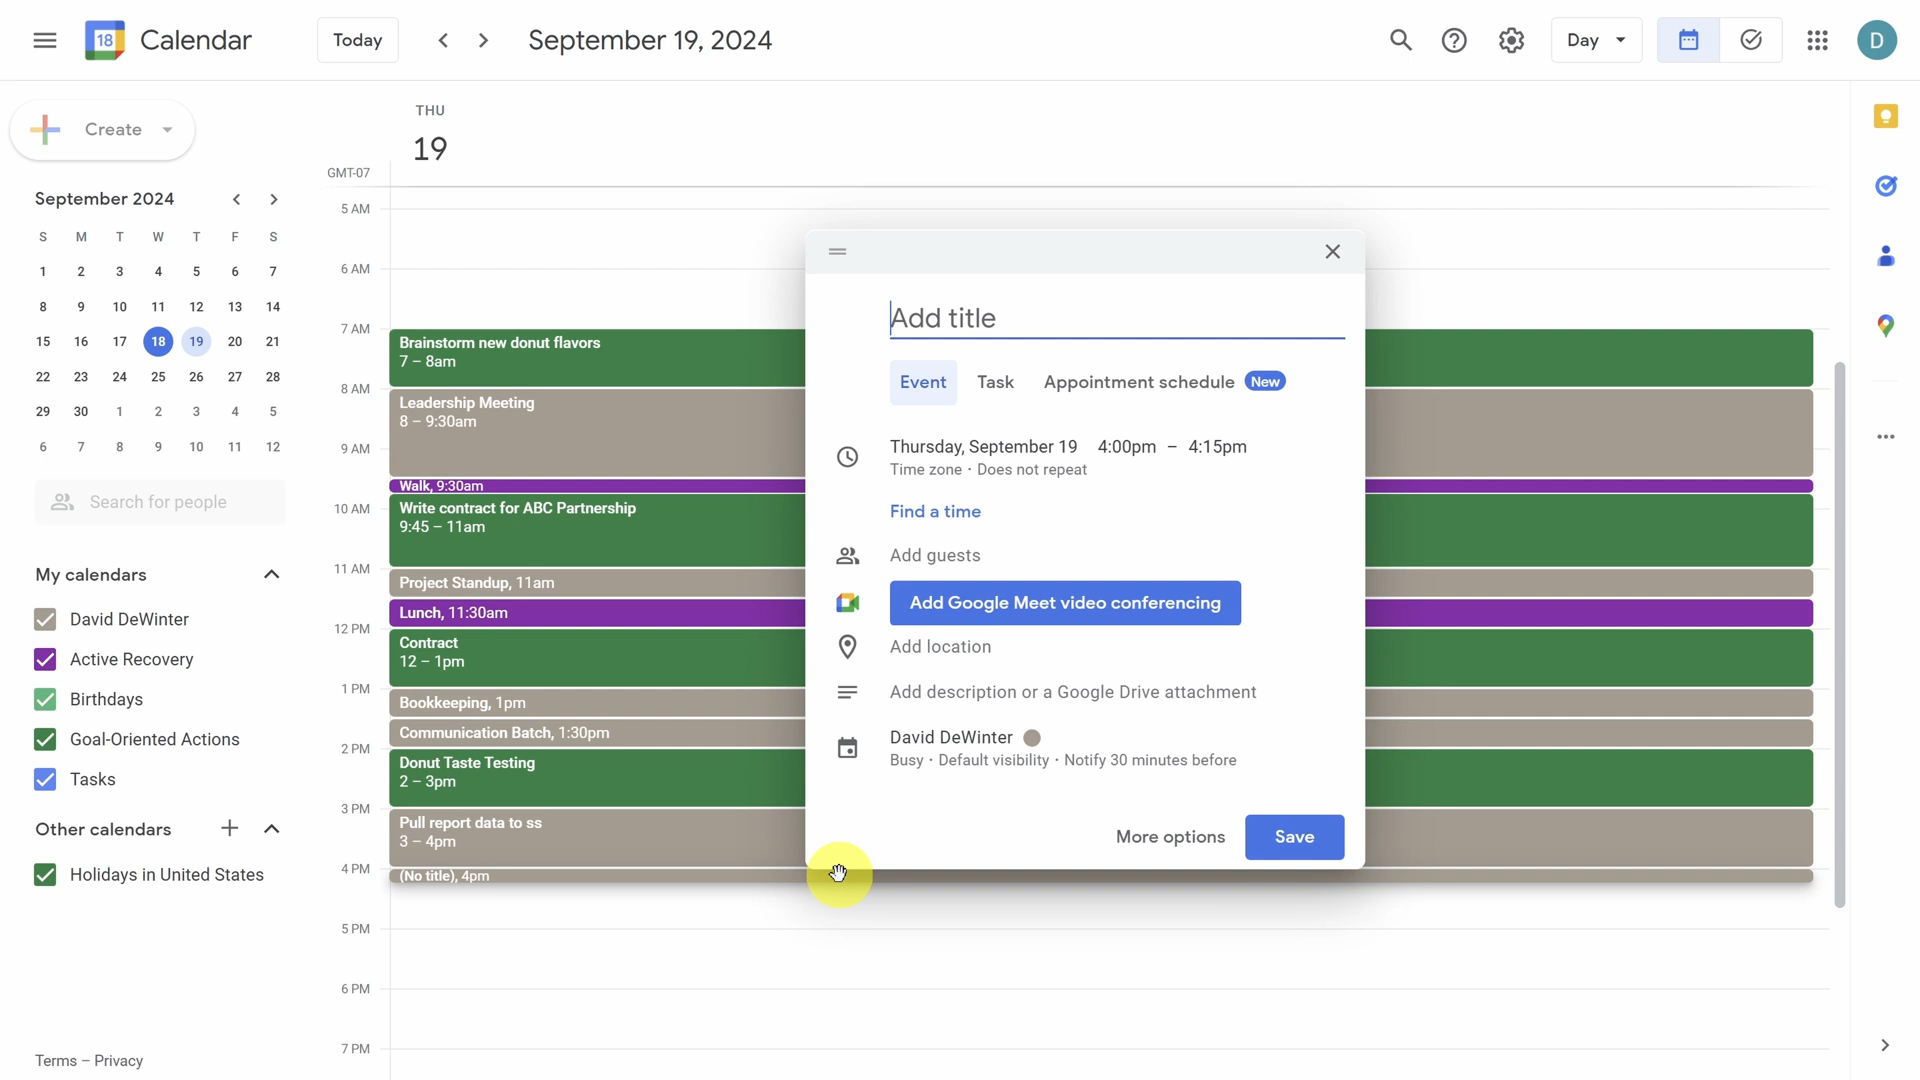 18 Calendar Today September 19, 2024 Day D
Create
September 2024
S M T W T F S
1 2 3 4 5 6 7
8 9 10 11 12 13 14
15 16 17 18 19 20 21
22 23 24 25 26 27 28
29 30 1 2 3 4 5
6 7 8 9 10 11 12
Search for people
My calendars
David DeWinter
Active Recovery
Birthdays
Goal-Oriented Actions
Tasks
Other calendars
Holidays in United States
Terms – Privacy
THU
19
GMT-07
5 AM
6 AM
7 AM
8 AM
9 AM
10 AM
11 AM
12 PM
1 PM
2 PM
3 PM
4 PM
5 PM
6 PM
7 PM
Brainstorm new donut flavors
7 – 8am
Leadership Meeting
8 – 9:30am
Walk, 9:30am
Write contract for ABC Partnership
9:45 – 11am
Project Standup, 11am
Lunch, 11:30am
Contract
12 – 1pm
Bookkeeping, 1pm
Communication Batch, 1:30pm
Donut Taste Testing
2 – 3pm
Pull report data to ss
3 – 4pm
(No title), 4pm
Add title
Event Task Appointment schedule New
Thursday, September 19 4:00pm – 4:15pm
Time zone · Does not repeat
Find a time
Add guests
Add Google Meet video conferencing
Add location
Add description or a Google Drive attachment
David DeWinter
Busy · Default visibility · Notify 30 minutes before
More options Save